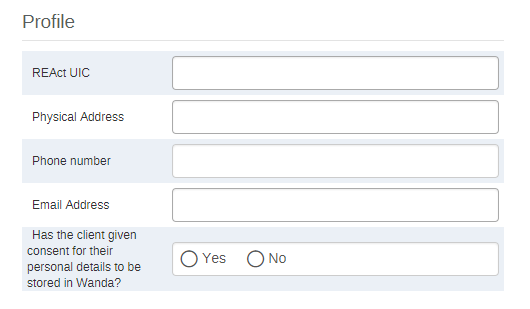 Profile
REAct UIC
Physical Address
Phone number
Email Address
Has the client given
consent for their
personal details to be
stored in Wanda?
Yes No